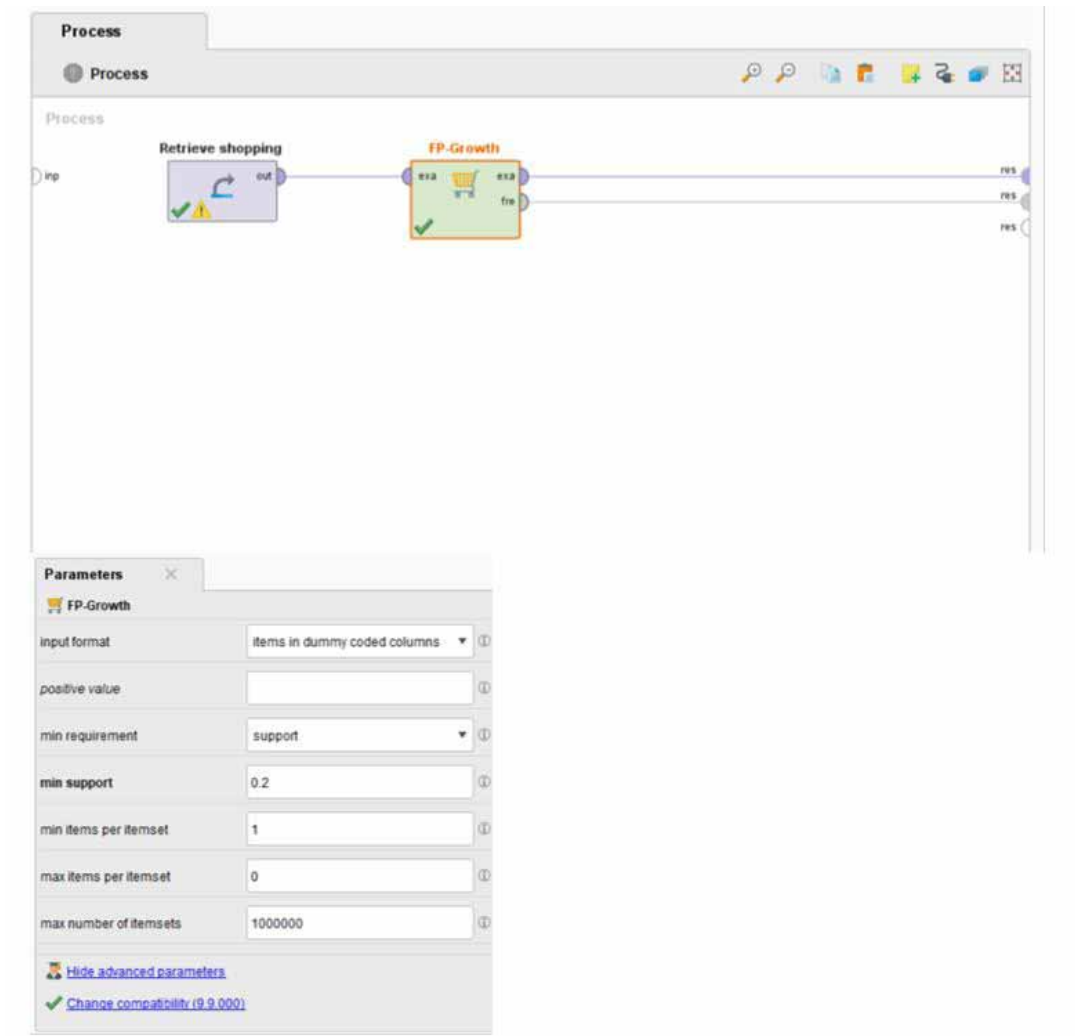 Process
Process
Process
Retrieve shopping
FP-Growth
inp
out
exa
exa
fre
res
res
res
Parameters
FP-Growth
input format
items in dummy coded columns
positive value
min requirement
support
min support
0.2
min items per itemset
1
max items per itemset
0
max number of itemsets
1000000
Hide advanced parameters
Change compatibility (9.9.000)